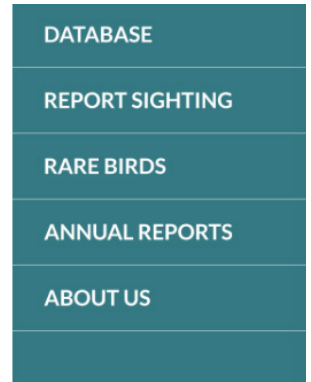 DATABASE
REPORT SIGHTING
RARE BIRDS
ANNUAL REPORTS
ABOUT US